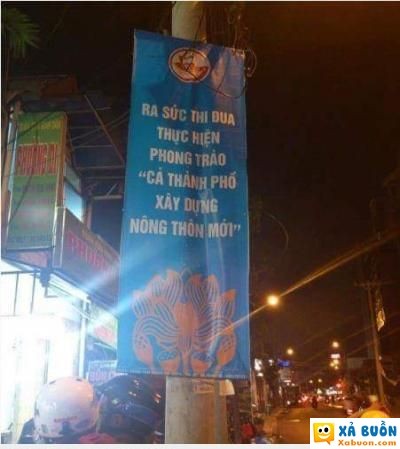 RA SỨC THI ĐUA
THỰC HIỆN
PHONG TRÀO
"CẢ THÀNH PHỐ
XÂY DỰNG
NÔNG THÔN MỚI"
XẢ BUỒN
Xabuon.com